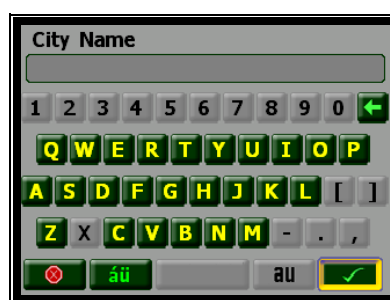 City Name
1 2 3 4 5 6 7 8 9 0
Q W E R T Y U I O P
A S D F G H J K L [ ]
Z X C V B N M - . ,
áü au